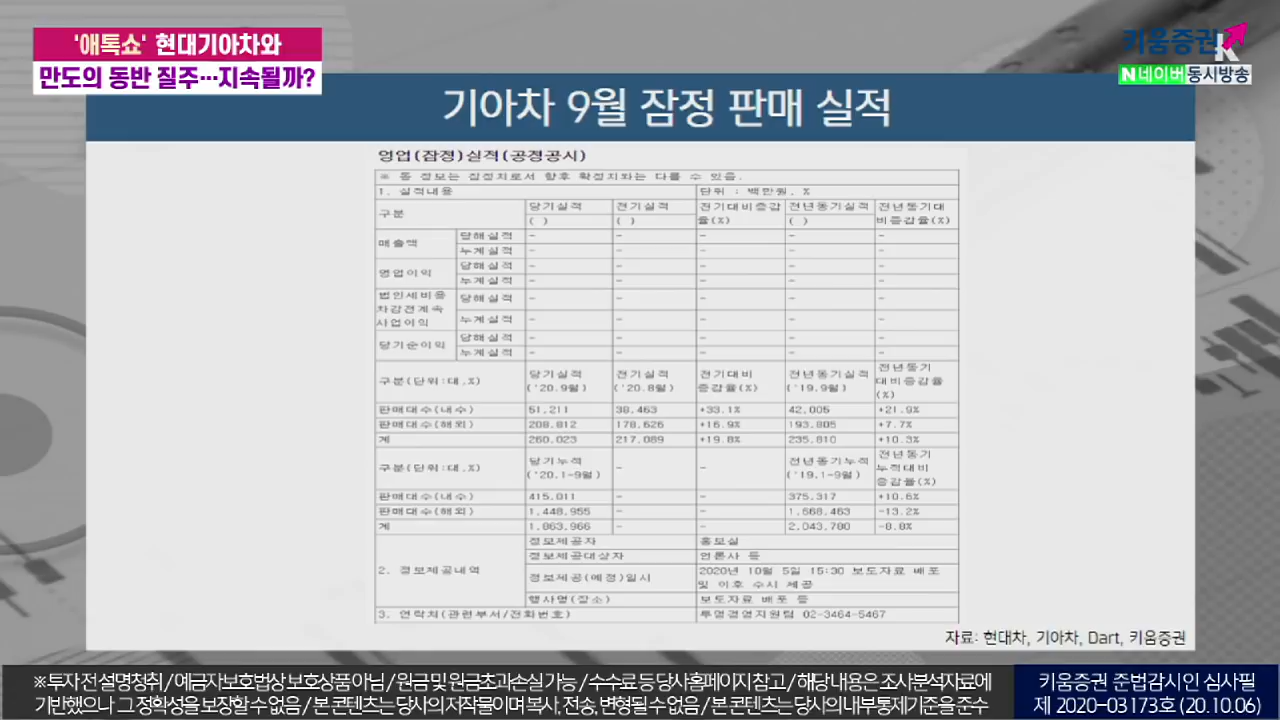 '애톡쇼' 현대기아차와
만도의 동반 질주···지속될까?
키움증권
N네이버 동시방송
기아차 9월 잠정 판매 실적
영업(잠정)실적(공정공시)
※ 동 정보는 잠정치로서 향후 확정치와는 다를 수 있음.
1. 실적내용 단위 : 백만원, %
구분 당기실적 ( ) 전기실적 ( ) 전기대비증감율(%) 전년동기실적 ( ) 전년동기대비증감율(%)
매출액 당해실적 - - - - -
누계실적 - - - - -
영업이익 당해실적 - - - - -
누계실적 - - - - -
법인세비용차감전계속사업이익 당해실적 - - - - -
누계실적 - - - - -
당기순이익 당해실적 - - - - -
누계실적 - - - - -
구분(단위:대,%) 당기실적 ('20.9월) 전기실적 ('20.8월) 전기대비 증감율(%) 전년동기실적 ('19.9월) 전년동기대비증감율(%)
판매대수(내수) 51,211 38,463 +33.1% 42,005 +21.9%
판매대수(해외) 208,812 178,626 +16.9% 193,805 +7.7%
계 260,023 217,089 +19.8% 235,810 +10.3%
구분(단위:대,%) 당기누적 ('20.1~9월) - - 전년동기누적 ('19.1~9월) 전년동기누적대비증감율(%)
판매대수(내수) 415,011 - - 375,317 +10.6%
판매대수(해외) 1,448,955 - - 1,668,463 -13.2%
계 1,863,966 - - 2,043,780 -8.8%
2. 정보제공내역 정보제공자 홍보실
정보제공대상자 언론사 등
정보제공(예정)일시 2020년 10월 5일 15:30 보도자료 배포 및 이후 수시 제공
행사명(장소) 보도자료 배포 등
3. 연락처(관련부서/전화번호) 투명경영지원팀 02-3464-5467
자료: 현대차, 기아차, Dart, 키움증권
※ 투자 전 설명청취 / 예금자보호법상 보호상품 아님 / 원금 및 원금초과손실 가능 / 수수료 등 당사홈페이지 참고 / 해당 내용은 조사분석자료에
기반했으나 그 정확성을 보장할 수 없음 / 본 콘텐츠는 당사의 저작물이며 복사, 전송, 변형될 수 없음 / 본 콘텐츠는 당사의 내부통제기준을 준수
키움증권 준법감시인 심사필
제 2020-03173호 (20.10.06)